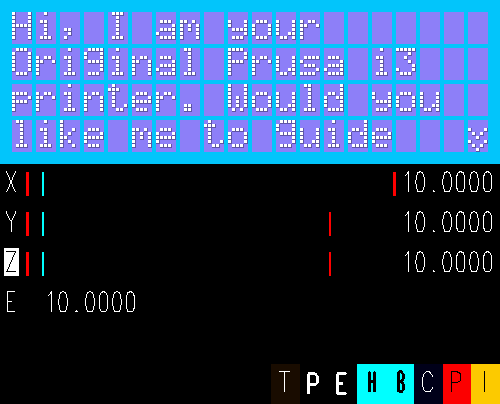 Hi, I am your
Original Prusa i3
printer. Would you
like me to guide
X 10.0000
Y 10.0000
Z 10.0000
E 10.0000
T P E H B C P I